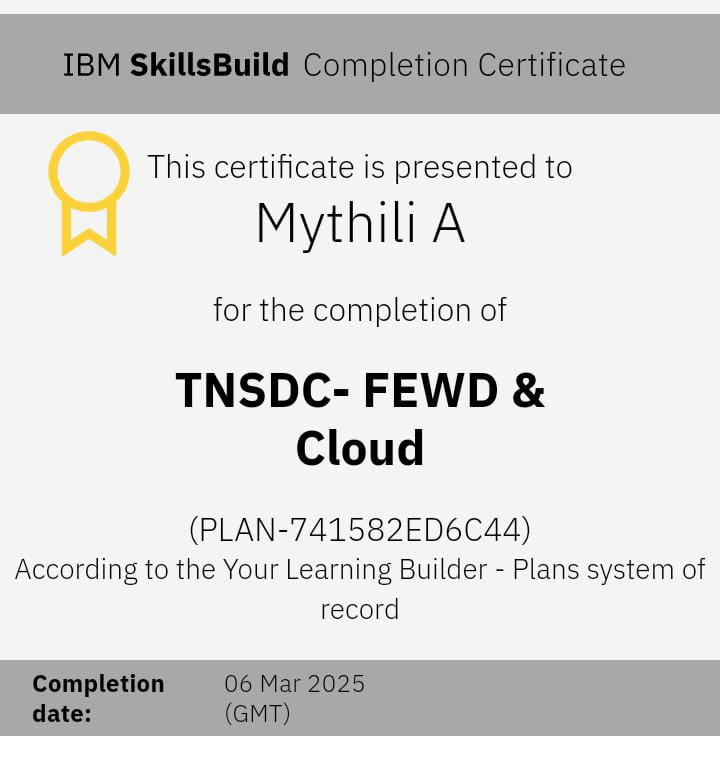 IBM SkillsBuild Completion Certificate
This certificate is presented to
Mythili A
for the completion of
TNSDC- FEWD &
Cloud
(PLAN-741582ED6C44)
According to the Your Learning Builder - Plans system of
record
Completion
date:
06 Mar 2025
(GMT)